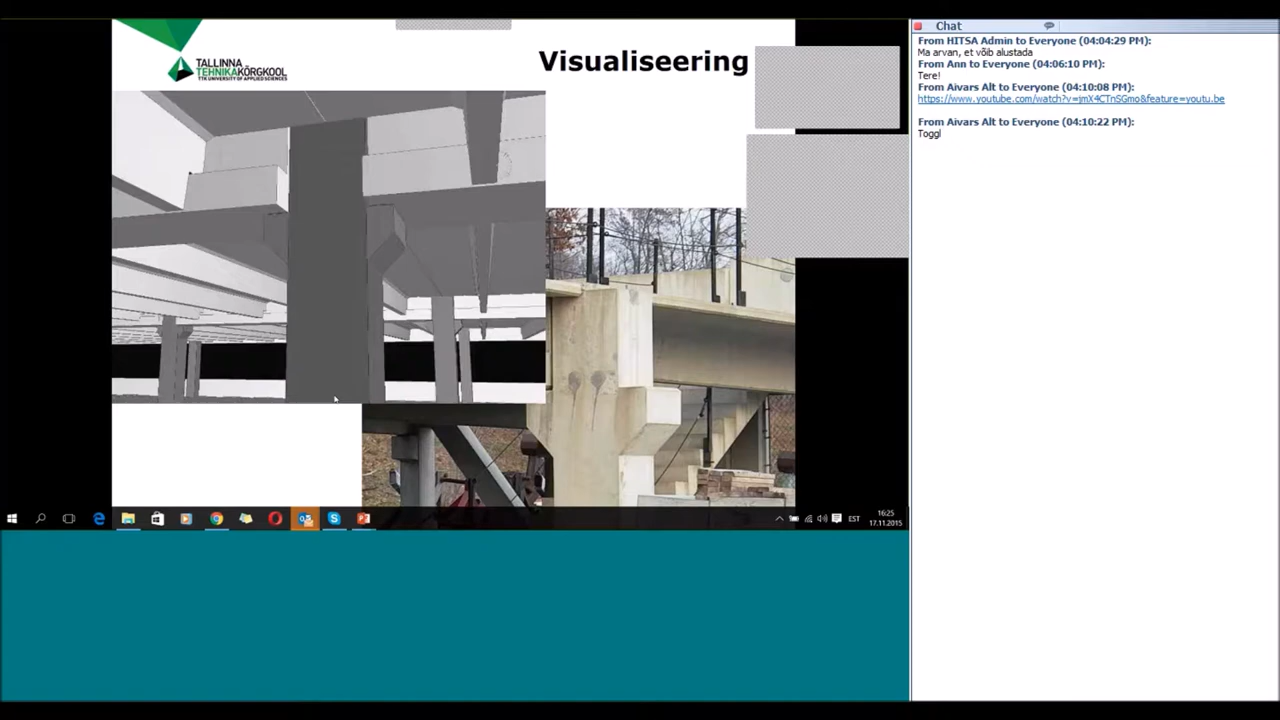 TALLINNA
TEHNIKAKÕRGKOOL
TTK UNIVERSITY OF APPLIED SCIENCES
Visualiseering
EST
16:25
17.11.2015
Chat
From HITSA Admin to Everyone (04:04:29 PM):
Ma arvan, et võib alustada
From Ann to Everyone (04:06:10 PM):
Tere!
From Aivars Alt to Everyone (04:10:08 PM):
https://www.youtube.com/watch?v=jmX4CTnSGmo&feature=youtu.be
From Aivars Alt to Everyone (04:10:22 PM):
Toggl